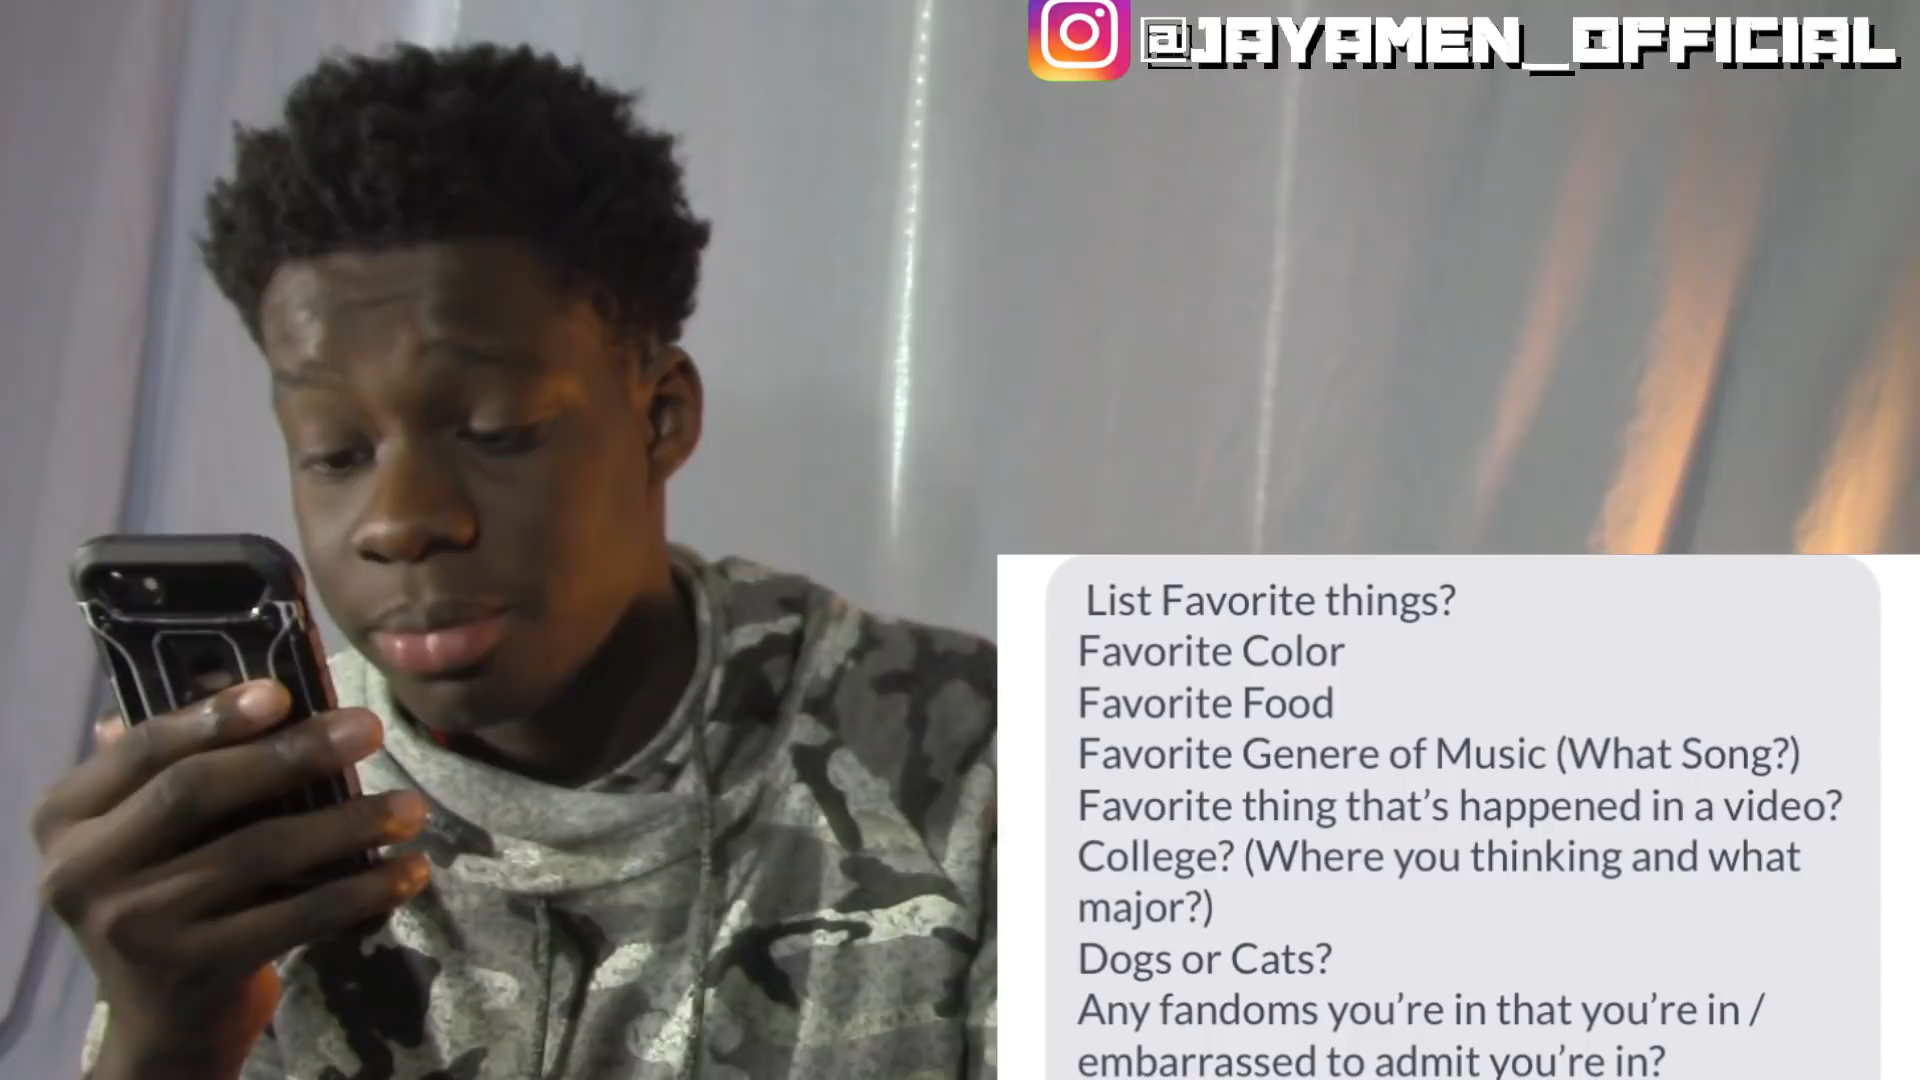 @JAYAMEN_OFFICIAL
List Favorite things?
Favorite Color
Favorite Food
Favorite Genere of Music (What Song?)
Favorite thing that's happened in a video?
College? (Where you thinking and what
major?)
Dogs or Cats?
Any fandoms you're in that you're in /
embarrassed to admit you're in?